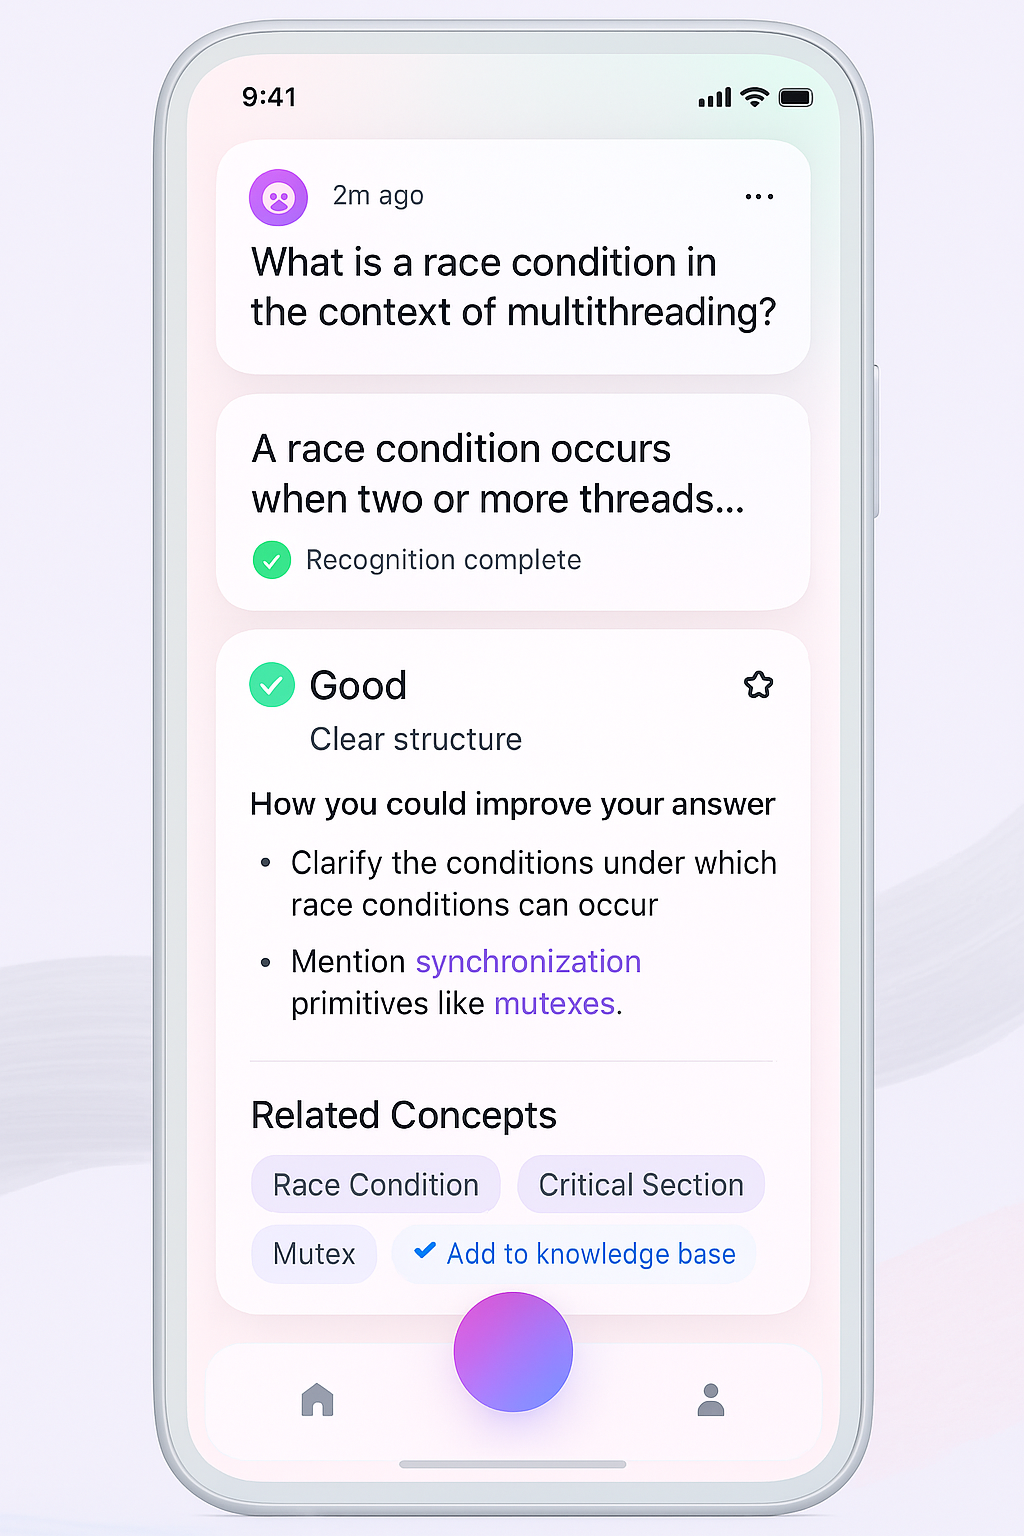 9:41
2m ago
What is a race condition in
the context of multithreading?
A race condition occurs
when two or more threads...
Recognition complete
Good
Clear structure
How you could improve your answer
• Clarify the conditions under which
race conditions can occur
• Mention synchronization
primitives like mutexes.
Related Concepts
Race Condition Critical Section
Mutex Add to knowledge base